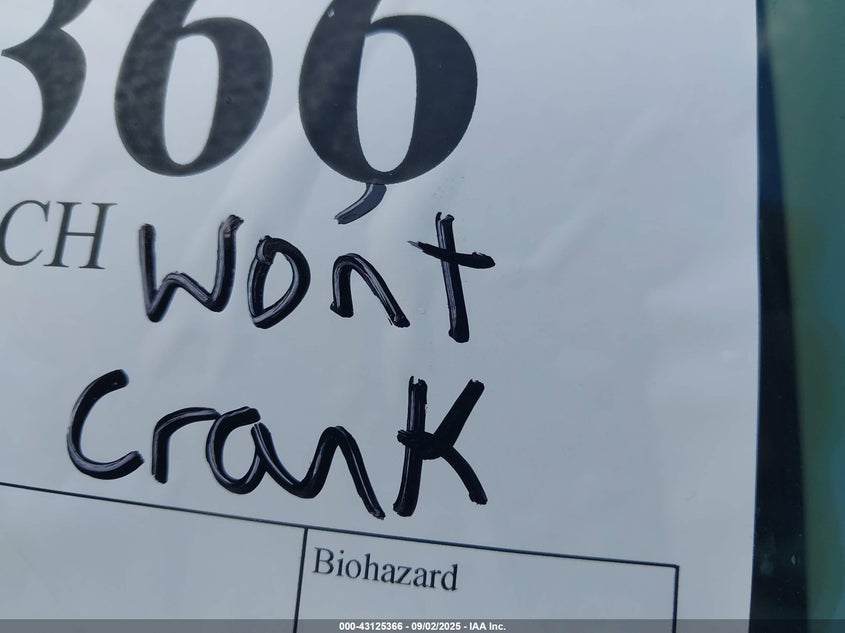 366
CH
Wont
Crank
Biohazard
000-43125366 - 09/02/2025 - IAA Inc.